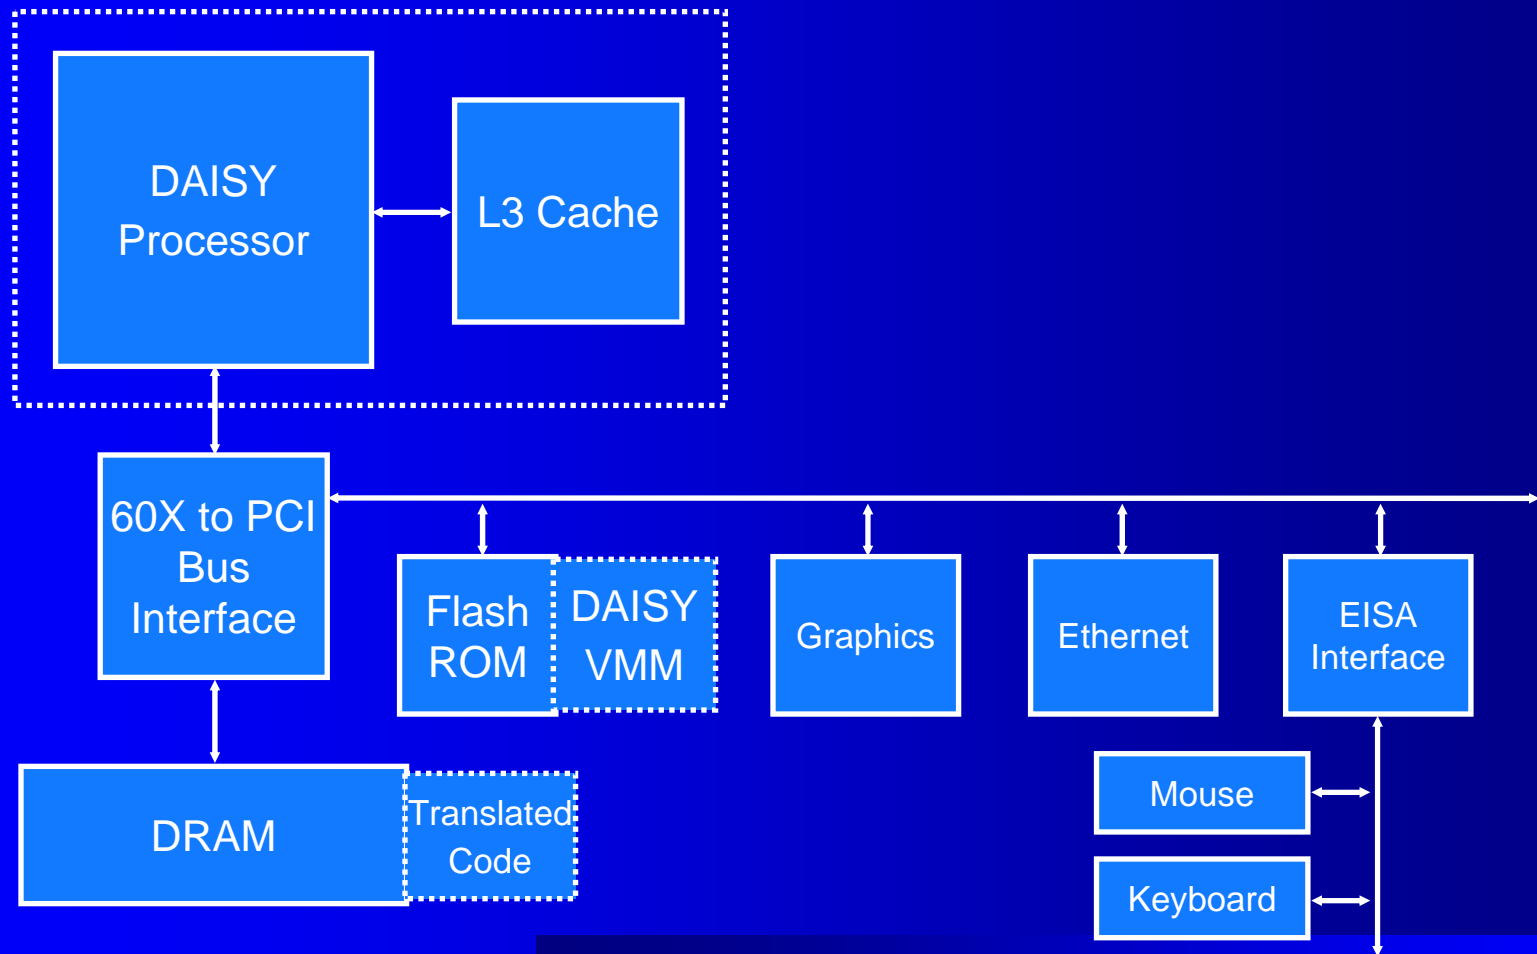 DAISY
Processor
L3 Cache
60X to PCI
Bus
Interface
Flash
ROM
DAISY
VMM
Graphics
Ethernet
EISA
Interface
DRAM
Translated
Code
Mouse
Keyboard